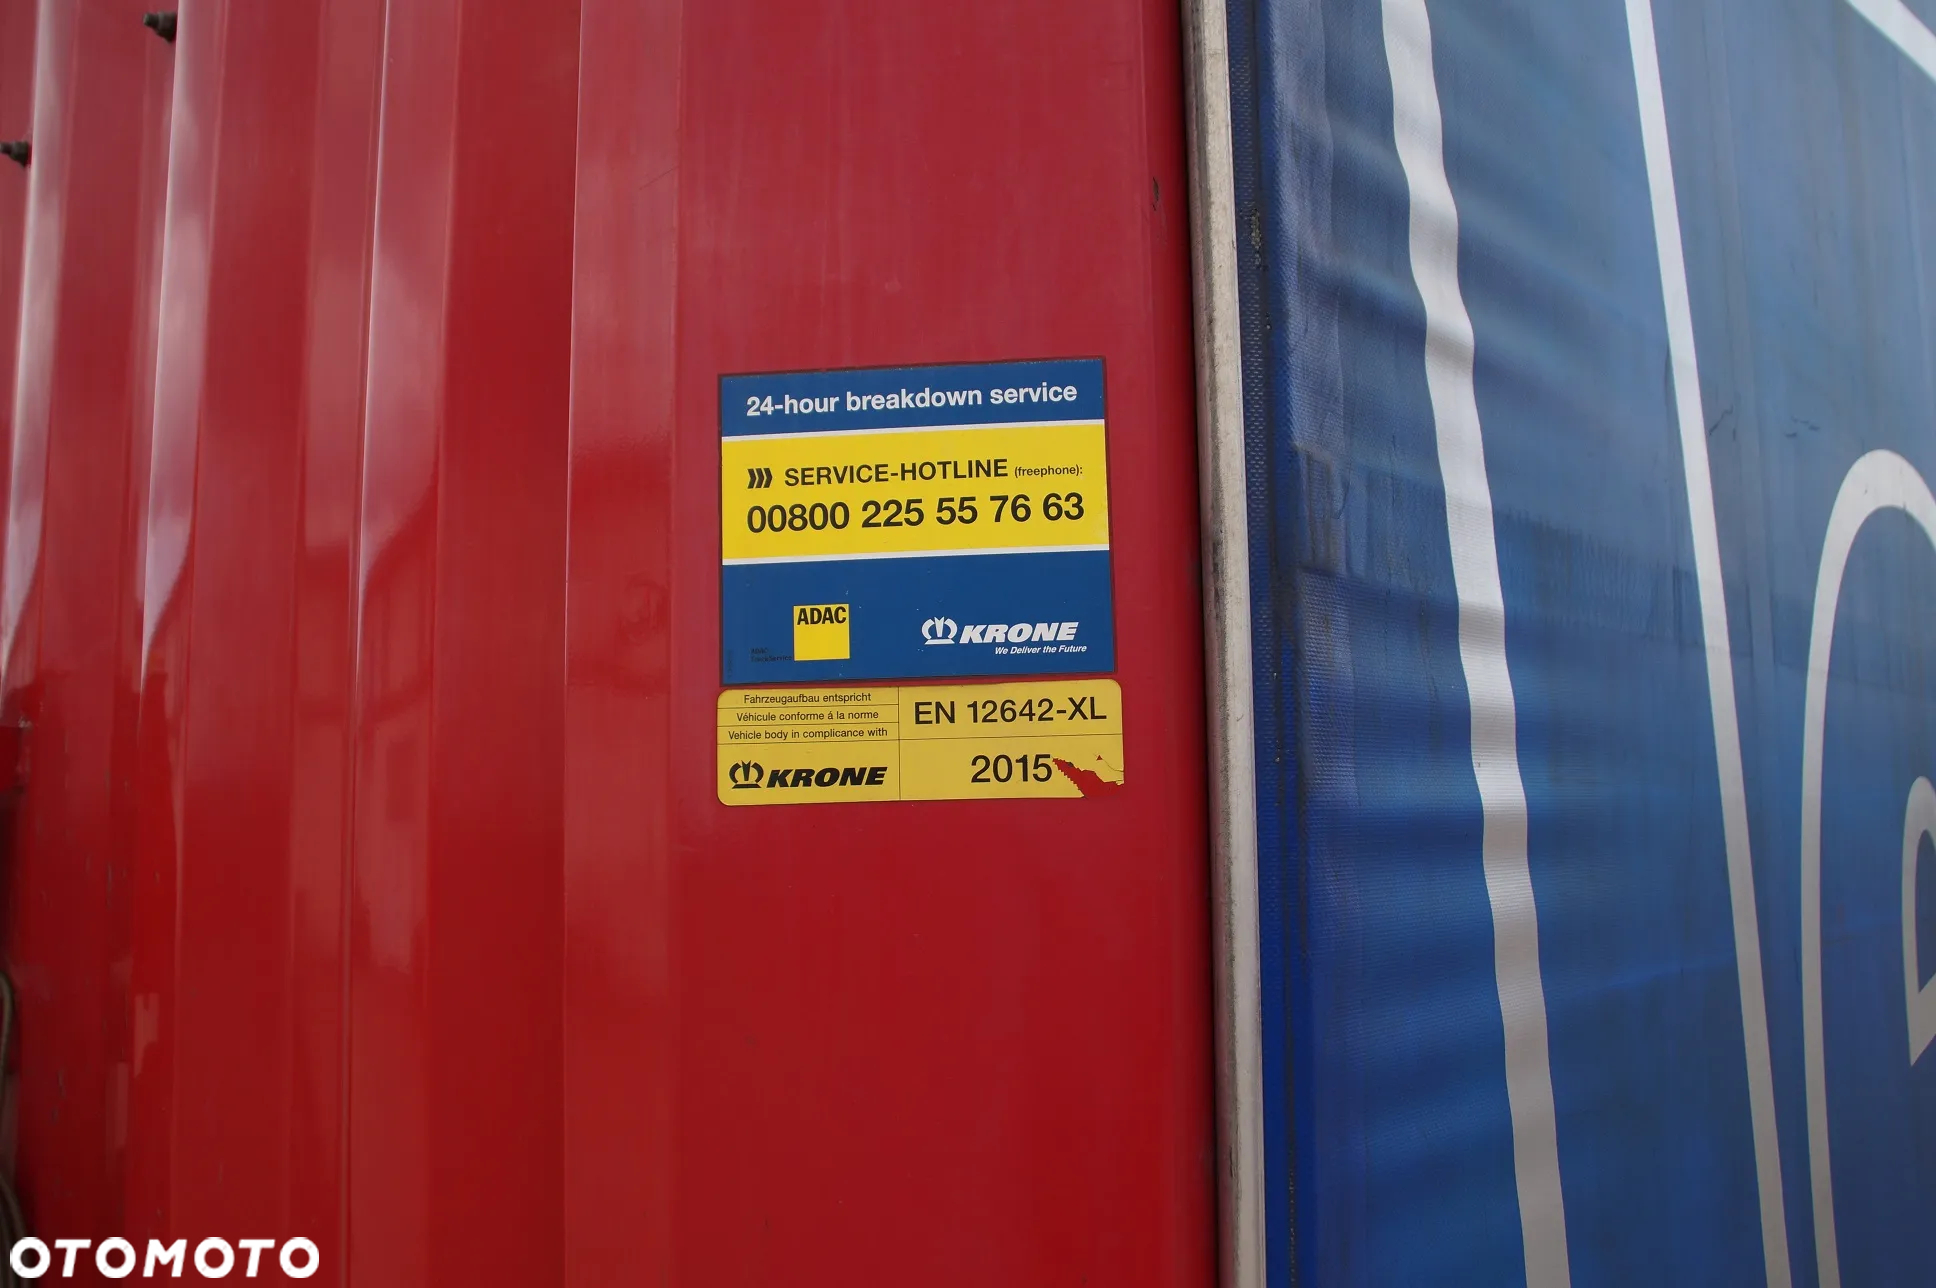 24-hour breakdown service
SERVICE-HOTLINE (freephone):
00800 225 55 76 63
ADAC
KRONE
We Deliver the Future
Fahrzeugaufbau entspricht
Véhicule conforme á la norme
Vehicle body in complicance with
EN 12642-XL
KRONE
2015
OTOMOTO